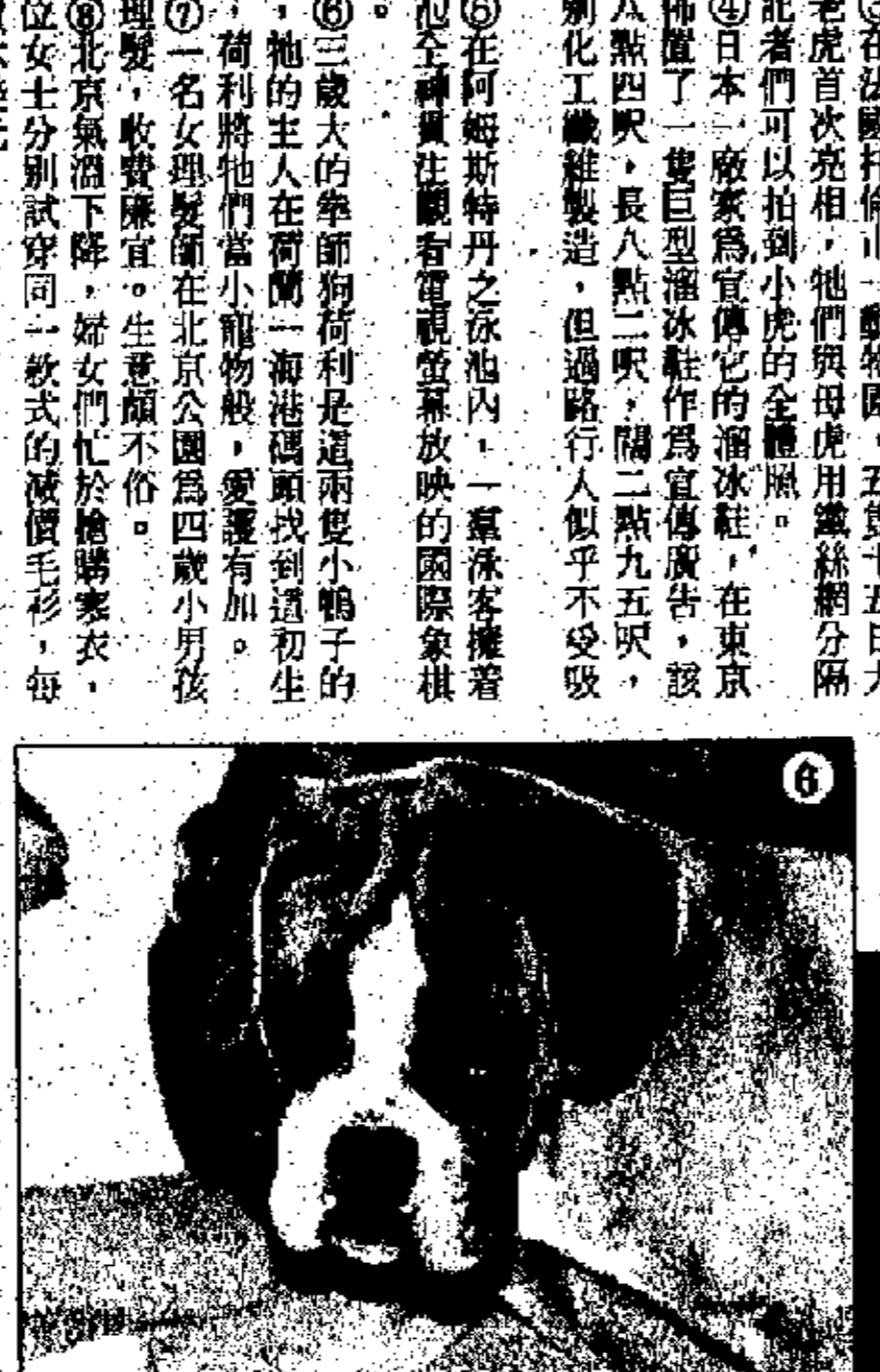 老虎首次亮相，牠們與母虎用鐵絲網分隔
記者們可以拍到小虎的全體照。
④日本一廠家爲宣傳它的溜冰鞋，在東京
佈置了一隻巨型溜冰鞋作爲宣傳廣告，該
八點四呎，長八點二呎，闊二點九五呎，
別化工纖維製造，但過路行人似乎不受吸
⑤在阿姆斯特丹之泳池內，一羣泳客擁着
池全神貫注觀看電視螢幕放映的國際象棋
。
⑥三歲大的拳師狗荷利是這兩隻小鴨子的
，牠的主人在荷蘭一海港碼頭找到這初生
，荷利將牠們當小寵物般，愛護有加。
⑦一名女理髮師在北京公園爲四歲小男孩
理髮，收費廉宜。生意頗不俗。
⑧北京氣溫下降，婦女們忙於搶購寒衣，
位女士分別試穿同一款式的減價毛衫，每
6